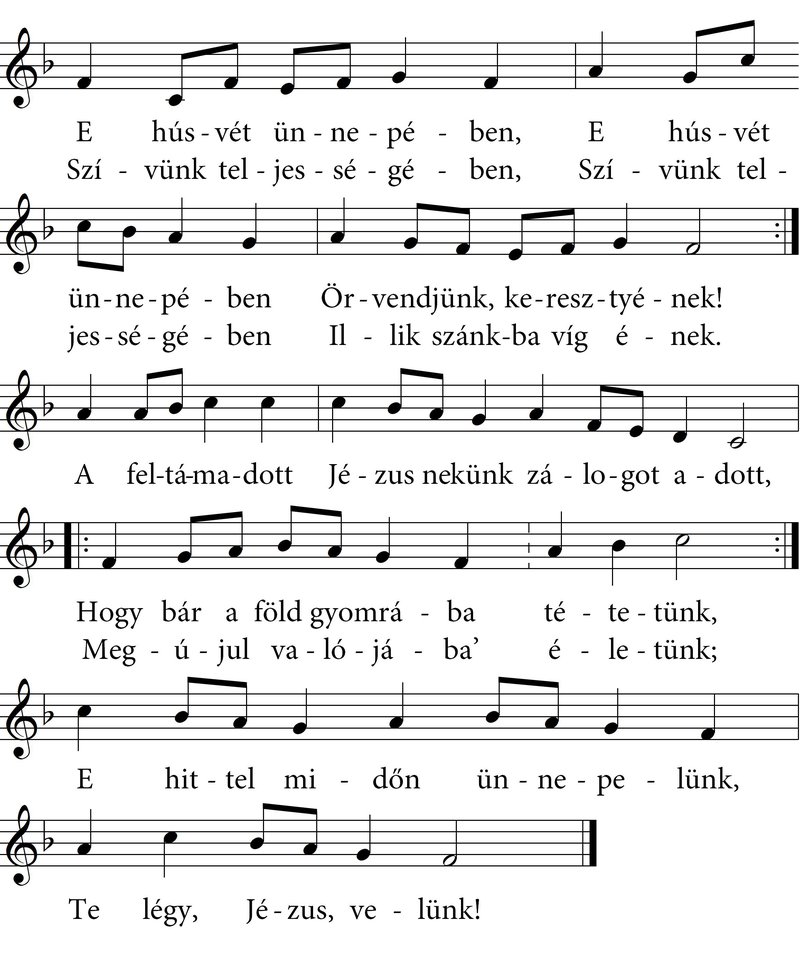 E hús - vét ün - ne - pé - ben, E hús - vét
Szí - vünk tel - jes - sé - gé - ben, Szí - vünk tel -
ün - ne - pé - ben Ör - vendjünk, ke - resz - tyé - nek!
jes - sé - gé - ben Il - lik szánk - ba víg é - nek.
A fel - tá - ma - dott Jé - zus nekünk zá - lo - got a - dott,
Hogy bár a föld gyomrá - ba té - te - tünk,
Meg - ú - jul va - ló - já - ba’ é - le - tünk;
E hit - tel mi - dőn ün - ne - pe - lünk,
Te légy, Jé - zus, ve - lünk!